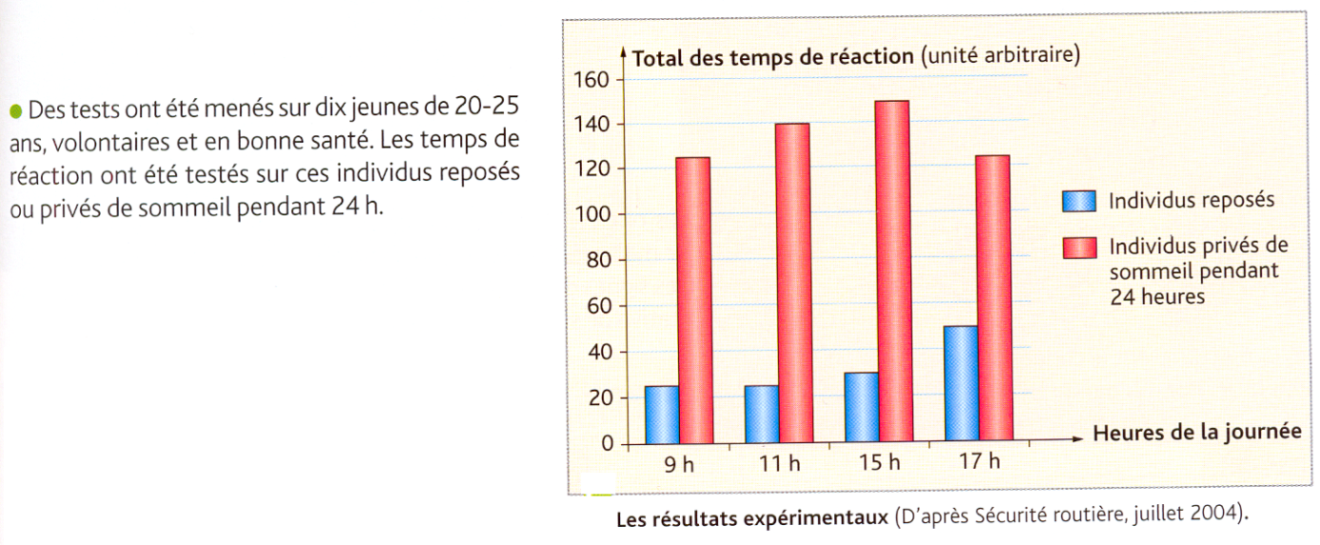 ● Des tests ont été menés sur dix jeunes de 20-25
ans, volontaires et en bonne santé. Les temps de
réaction ont été testés sur ces individus reposés
ou privés de sommeil pendant 24 h.
Total des temps de réaction (unité arbitraire)
160
140
120
100
80
60
40
20
0
9 h
11 h
15 h
17 h
Heures de la journée
Individus reposés
Individus privés de
sommeil pendant
24 heures
Les résultats expérimentaux (D'après Sécurité routière, juillet 2004).